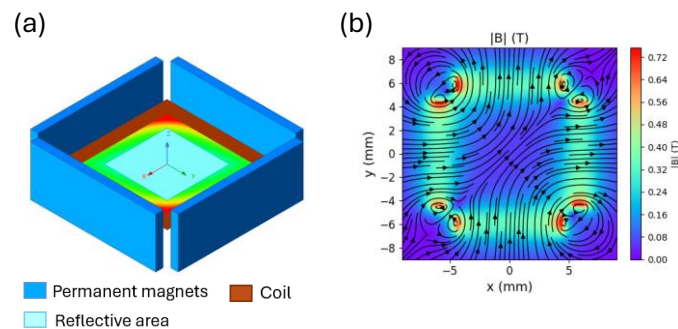 (a)
Z
X
Y
Permanent magnets
Coil
Reflective area
(b)
|B| (T)
8
6
4
2
0
−2
−4
−6
−8
y (mm)
−5
0
5
x (mm)
0.72
0.64
0.56
0.48
0.40
0.32
0.24
0.16
0.08
0.00
|B| (T)